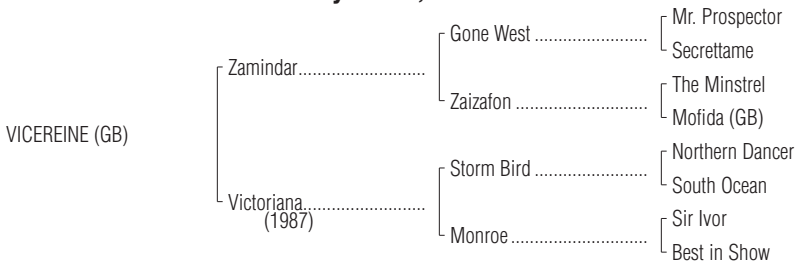 Mr. Prospector
Gone West ........................
Secrettame
Zamindar...........................
The Minstrel
Zaizafon ............................
Mofida (GB)
VICEREINE (GB)
Northern Dancer
Storm Bird ........................
South Ocean
Victoriana..........................
(1987)
Sir Ivor
Monroe .............................
Best in Show